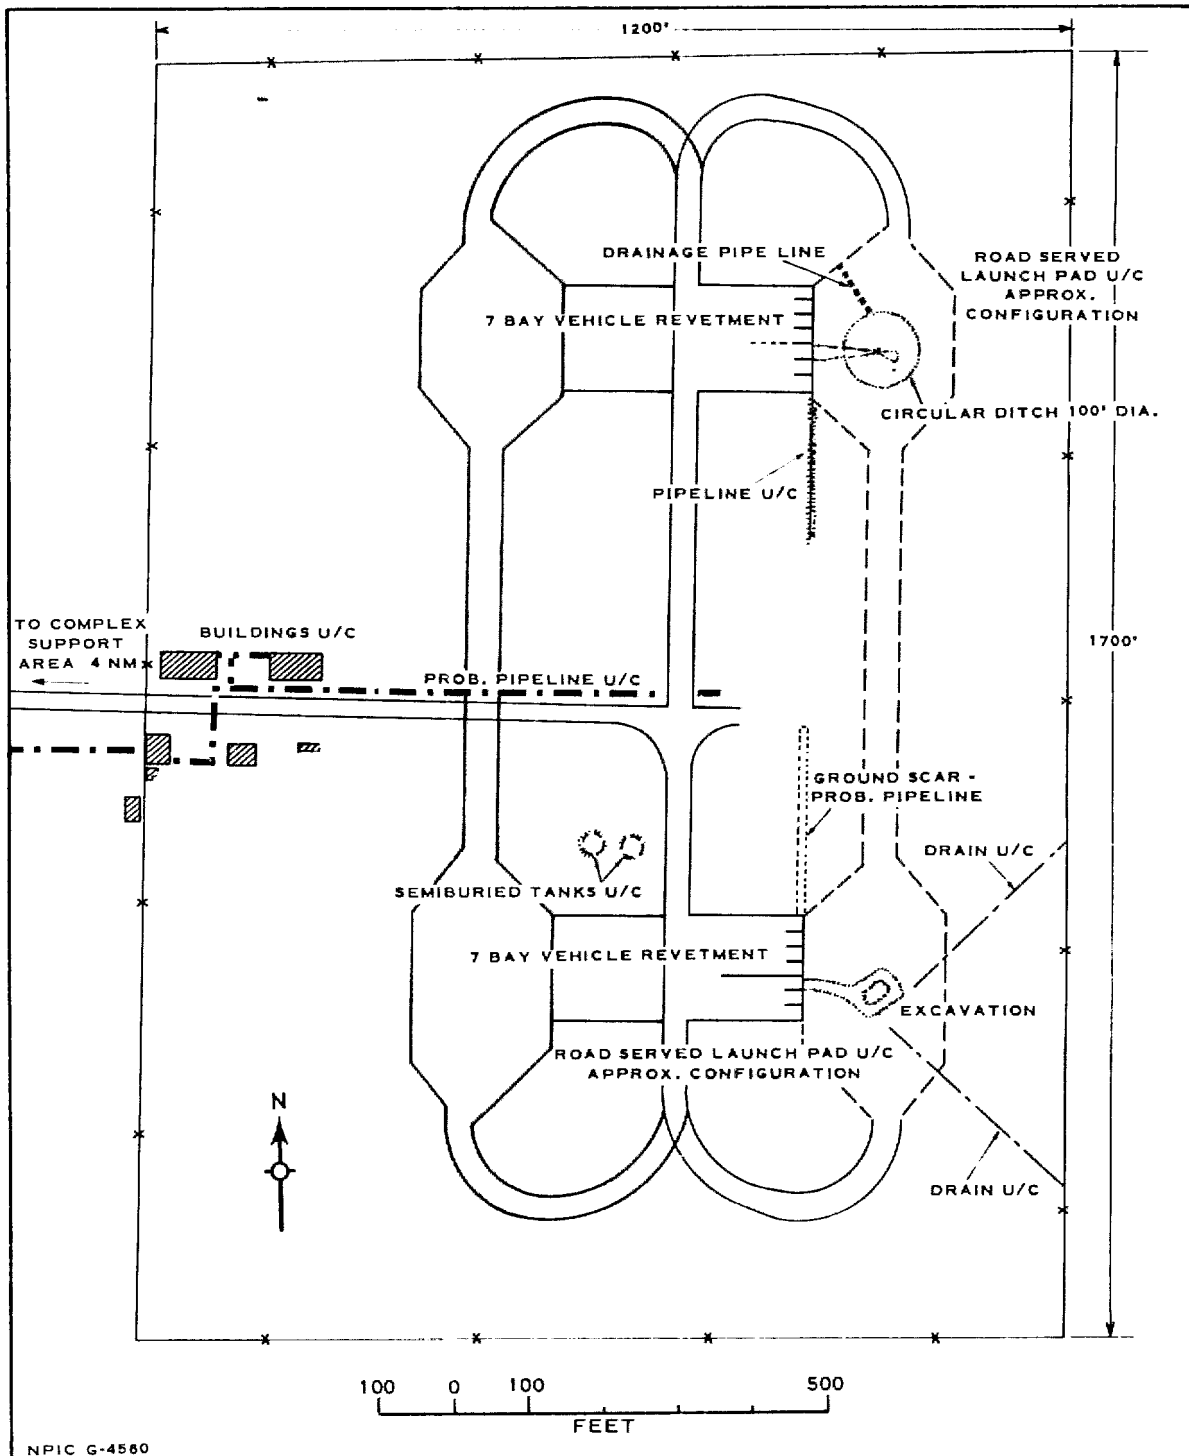 1200'
DRAINAGE PIPE LINE
ROAD SERVED
LAUNCH PAD U/C
APPROX.
CONFIGURATION
7 BAY VEHICLE REVETMENT
CIRCULAR DITCH 100' DIA.
PIPELINE U/C
TO COMPLEX
SUPPORT
AREA 4 NM
BUILDINGS U/C
1700'
PROB. PIPELINE U/C
GROUND SCAR -
PROB. PIPELINE
DRAIN U/C
SEMIBURIED TANKS U/C
7 BAY VEHICLE REVETMENT
EXCAVATION
ROAD SERVED LAUNCH PAD U/C
APPROX. CONFIGURATION
N
DRAIN U/C
100 0 100 500
FEET
NPIC G-4560